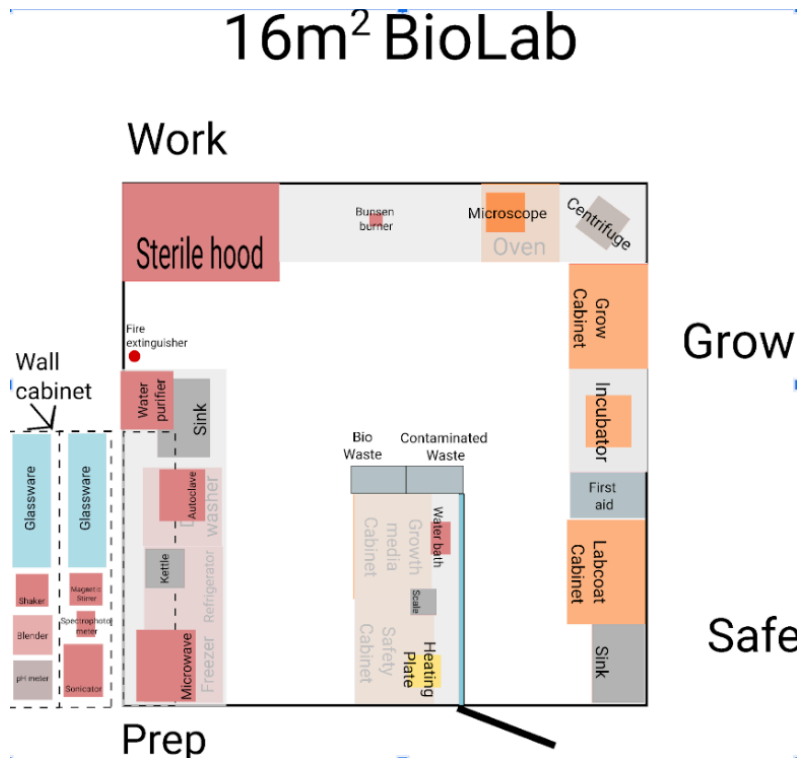 16m² BioLab
Work
Bunsen
burner
Microscope
Oven
Centrifuge
Sterile hood
Grow
Cabinet
Grow
Fire
extinguisher
Wall
cabinet
Water
purifier
Sink
Incubator
Bio
Waste
Contaminated
Waste
Glassware
Glassware
Autoclave
washer
First
aid
Cabinet
media
Growth
Water bath
Labcoat
Cabinet
Kettle
Refrigerator
Scale
Shaker
Magnetic
Stirrer
Blender
Spectrophoto
meter
Cabinet
Safety
Heating
Plate
Safe
Sink
pH meter
Sonicator
Microwave
Freezer
Prep